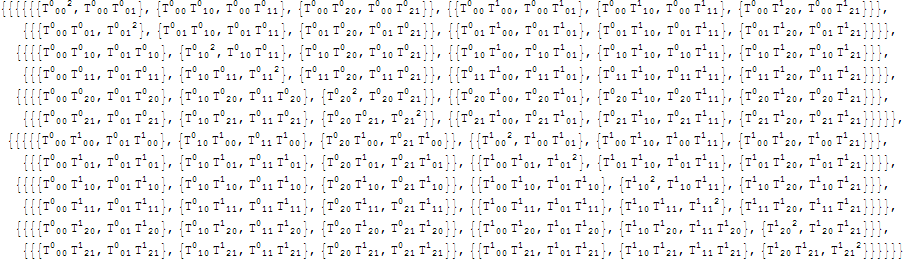 {{{{{{T⁰₀₀², T⁰₀₀ T⁰₀₁}, {T⁰₀₀ T⁰₁₀, T⁰₀₀ T⁰₁₁}, {T⁰₀₀ T⁰₂₀, T⁰₀₀ T⁰₂₁}}, {{T⁰₀₀ T¹₀₀, T⁰₀₀ T¹₀₁}, {T⁰₀₀ T¹₁₀, T⁰₀₀ T¹₁₁}, {T⁰₀₀ T¹₂₀, T⁰₀₀ T¹₂₁}}},
{{{T⁰₀₀ T⁰₀₁, T⁰₀₁²}, {T⁰₀₁ T⁰₁₀, T⁰₀₁ T⁰₁₁}, {T⁰₀₁ T⁰₂₀, T⁰₀₁ T⁰₂₁}}, {{T⁰₀₁ T¹₀₀, T⁰₀₁ T¹₀₁}, {T⁰₀₁ T¹₁₀, T⁰₀₁ T¹₁₁}, {T⁰₀₁ T¹₂₀, T⁰₀₁ T¹₂₁}}}},
{{{{T⁰₀₀ T⁰₁₀, T⁰₀₁ T⁰₁₀}, {T⁰₁₀², T⁰₁₀ T⁰₁₁}, {T⁰₁₀ T⁰₂₀, T⁰₁₀ T⁰₂₁}}, {{T⁰₁₀ T¹₀₀, T⁰₁₀ T¹₀₁}, {T⁰₁₀ T¹₁₀, T⁰₁₀ T¹₁₁}, {T⁰₁₀ T¹₂₀, T⁰₁₀ T¹₂₁}}},
{{{T⁰₀₀ T⁰₁₁, T⁰₀₁ T⁰₁₁}, {T⁰₁₀ T⁰₁₁, T⁰₁₁²}, {T⁰₁₁ T⁰₂₀, T⁰₁₁ T⁰₂₁}}, {{T⁰₁₁ T¹₀₀, T⁰₁₁ T¹₀₁}, {T⁰₁₁ T¹₁₀, T⁰₁₁ T¹₁₁}, {T⁰₁₁ T¹₂₀, T⁰₁₁ T¹₂₁}}}},
{{{{T⁰₀₀ T⁰₂₀, T⁰₀₁ T⁰₂₀}, {T⁰₁₀ T⁰₂₀, T⁰₁₁ T⁰₂₀}, {T⁰₂₀², T⁰₂₀ T⁰₂₁}}, {{T⁰₂₀ T¹₀₀, T⁰₂₀ T¹₀₁}, {T⁰₂₀ T¹₁₀, T⁰₂₀ T¹₁₁}, {T⁰₂₀ T¹₂₀, T⁰₂₀ T¹₂₁}}},
{{{T⁰₀₀ T⁰₂₁, T⁰₀₁ T⁰₂₁}, {T⁰₁₀ T⁰₂₁, T⁰₁₁ T⁰₂₁}, {T⁰₂₀ T⁰₂₁, T⁰₂₁²}}, {{T⁰₂₁ T¹₀₀, T⁰₂₁ T¹₀₁}, {T⁰₂₁ T¹₁₀, T⁰₂₁ T¹₁₁}, {T⁰₂₁ T¹₂₀, T⁰₂₁ T¹₂₁}}}}},
{{{{{T⁰₀₀ T¹₀₀, T⁰₀₁ T¹₀₀}, {T⁰₁₀ T¹₀₀, T⁰₁₁ T¹₀₀}, {T⁰₂₀ T¹₀₀, T⁰₂₁ T¹₀₀}}, {{T¹₀₀², T¹₀₀ T¹₀₁}, {T¹₀₀ T¹₁₀, T¹₀₀ T¹₁₁}, {T¹₀₀ T¹₂₀, T¹₀₀ T¹₂₁}}},
{{{T⁰₀₀ T¹₀₁, T⁰₀₁ T¹₀₁}, {T⁰₁₀ T¹₀₁, T⁰₁₁ T¹₀₁}, {T⁰₂₀ T¹₀₁, T⁰₂₁ T¹₀₁}}, {{T¹₀₀ T¹₀₁, T¹₀₁²}, {T¹₀₁ T¹₁₀, T¹₀₁ T¹₁₁}, {T¹₀₁ T¹₂₀, T¹₀₁ T¹₂₁}}}},
{{{{T⁰₀₀ T¹₁₀, T⁰₀₁ T¹₁₀}, {T⁰₁₀ T¹₁₀, T⁰₁₁ T¹₁₀}, {T⁰₂₀ T¹₁₀, T⁰₂₁ T¹₁₀}}, {{T¹₀₀ T¹₁₀, T¹₀₁ T¹₁₀}, {T¹₁₀², T¹₁₀ T¹₁₁}, {T¹₁₀ T¹₂₀, T¹₁₀ T¹₂₁}}},
{{{T⁰₀₀ T¹₁₁, T⁰₀₁ T¹₁₁}, {T⁰₁₀ T¹₁₁, T⁰₁₁ T¹₁₁}, {T⁰₂₀ T¹₁₁, T⁰₂₁ T¹₁₁}}, {{T¹₀₀ T¹₁₁, T¹₀₁ T¹₁₁}, {T¹₁₀ T¹₁₁, T¹₁₁²}, {T¹₁₁ T¹₂₀, T¹₁₁ T¹₂₁}}}},
{{{{T⁰₀₀ T¹₂₀, T⁰₀₁ T¹₂₀}, {T⁰₁₀ T¹₂₀, T⁰₁₁ T¹₂₀}, {T⁰₂₀ T¹₂₀, T⁰₂₁ T¹₂₀}}, {{T¹₀₀ T¹₂₀, T¹₀₁ T¹₂₀}, {T¹₁₀ T¹₂₀, T¹₁₁ T¹₂₀}, {T¹₂₀², T¹₂₀ T¹₂₁}}},
{{{T⁰₀₀ T¹₂₁, T⁰₀₁ T¹₂₁}, {T⁰₁₀ T¹₂₁, T⁰₁₁ T¹₂₁}, {T⁰₂₀ T¹₂₁, T⁰₂₁ T¹₂₁}}, {{T¹₀₀ T¹₂₁, T¹₀₁ T¹₂₁}, {T¹₁₀ T¹₂₁, T¹₁₁ T¹₂₁}, {T¹₂₀ T¹₂₁, T¹₂₁²}}}}}}